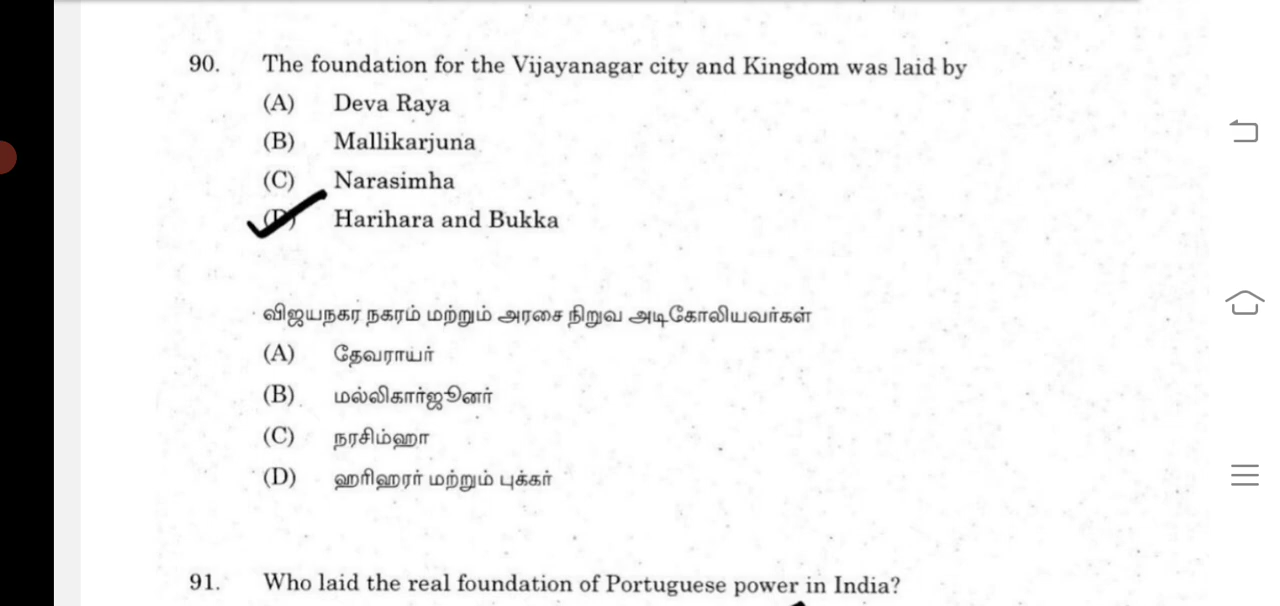 90. The foundation for the Vijayanagar city and Kingdom was laid by
(A) Deva Raya
(B) Mallikarjuna
(C) Narasimha
(D) Harihara and Bukka
விஜயநகர நகரம் மற்றும் அரசை நிறுவ அடிகோலியவர்கள்
(A) தேவராயர்
(B) மல்லிகார்ஜூனர்
(C) நரசிம்ஹா
(D) ஹரிஹரர் மற்றும் புக்கர்
91. Who laid the real foundation of Portuguese power in India?